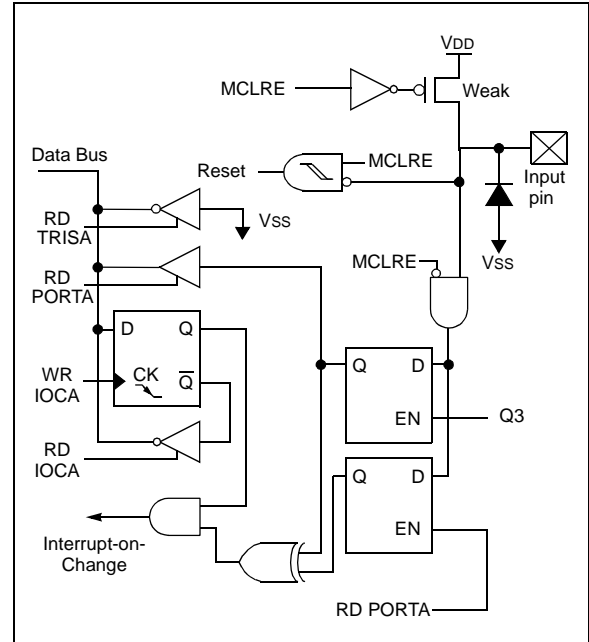 VDD
MCLRE
Weak
Data Bus
Reset
MCLRE
Input
pin
VSS
RD
TRISA
VSS
RD
PORTA
MCLRE
D
Q
Q
D
WR
IOCA
CK
Q
EN
Q3
RD
IOCA
Q
D
EN
Interrupt-on-
Change
RD PORTA